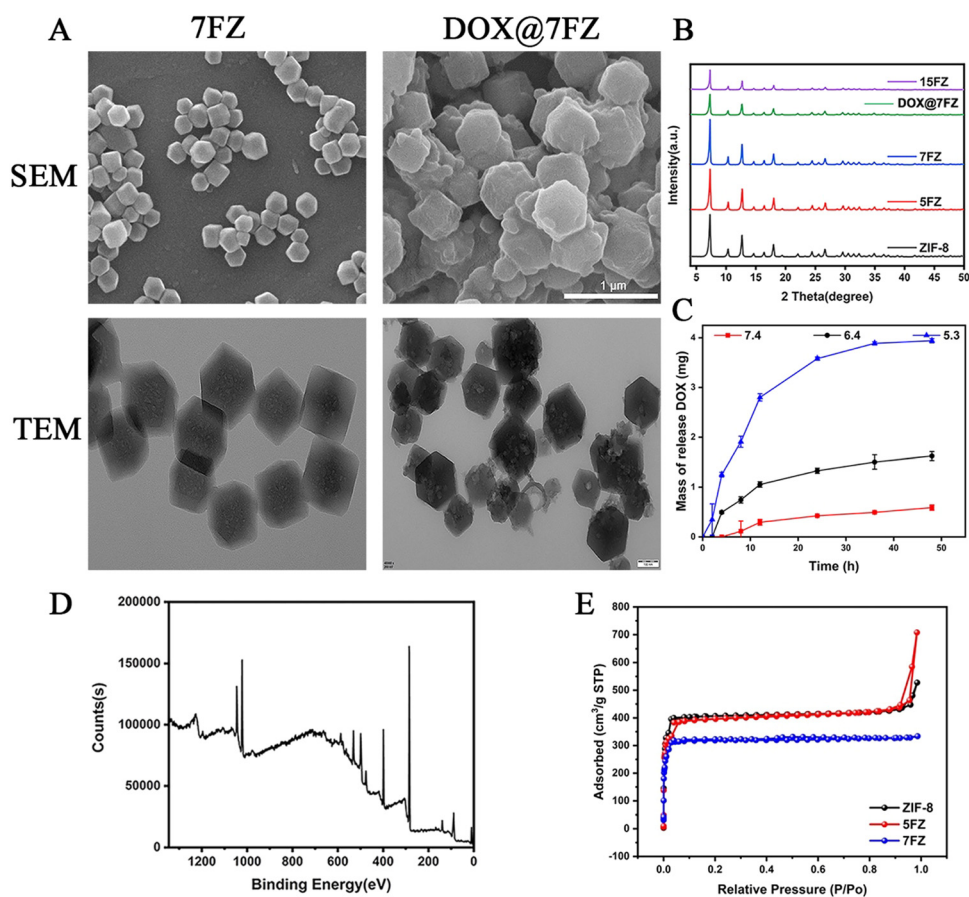 A
7FZ
DOX@7FZ
SEM
1 μm
TEM
B
15FZ
DOX@7FZ
7FZ
5FZ
ZIF-8
Intensity(a.u.)
5 10 15 20 25 30 35 40 45 50
2 Theta(degree)
C
7.4 6.4 5.3
Mass of release DOX (mg)
4
3
2
1
0
0 10 20 30 40 50
Time (h)
D
Counts(s)
200000
150000
100000
50000
0
1200 1000 800 600 400 200 0
Binding Energy(eV)
E
Adsorbed (cm³/g STP)
800
700
600
500
400
300
200
100
0
-100
ZIF-8
5FZ
7FZ
0.0 0.2 0.4 0.6 0.8 1.0
Relative Pressure (P/Po)